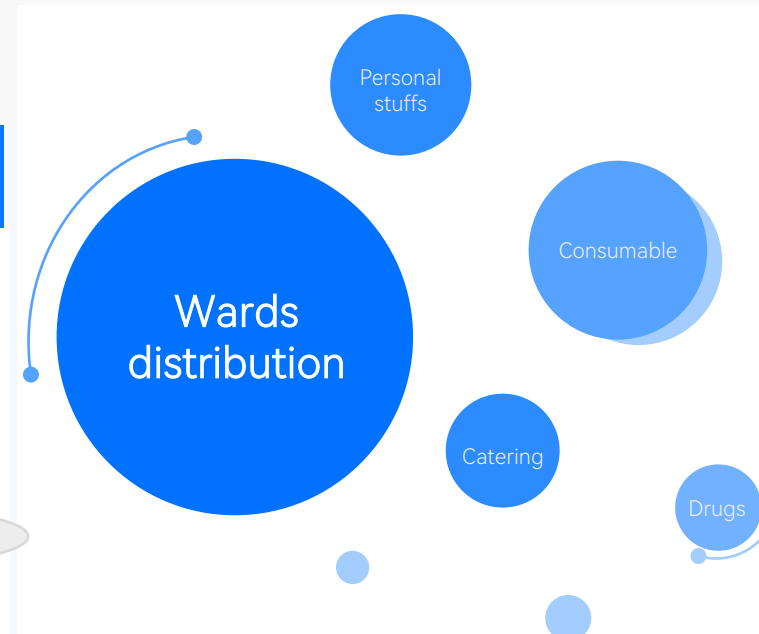 Personal
stuffs
Consumable
Wards
distribution
Catering
Drugs